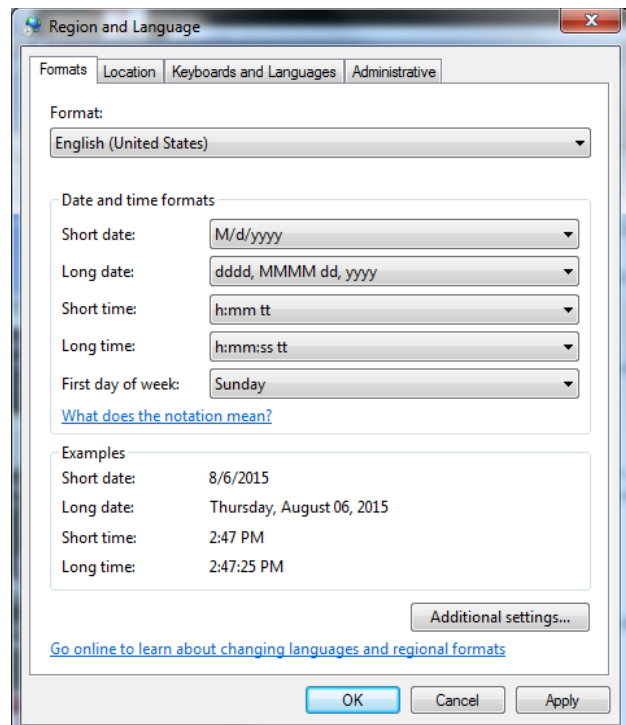 Region and Language
Formats Location Keyboards and Languages Administrative
Format:
English (United States)
Date and time formats
Short date: M/d/yyyy
Long date: dddd, MMMM dd, yyyy
Short time: h:mm tt
Long time: h:mm:ss tt
First day of week: Sunday
What does the notation mean?
Examples
Short date: 8/6/2015
Long date: Thursday, August 06, 2015
Short time: 2:47 PM
Long time: 2:47:25 PM
Additional settings...
Go online to learn about changing languages and regional formats
OK Cancel Apply